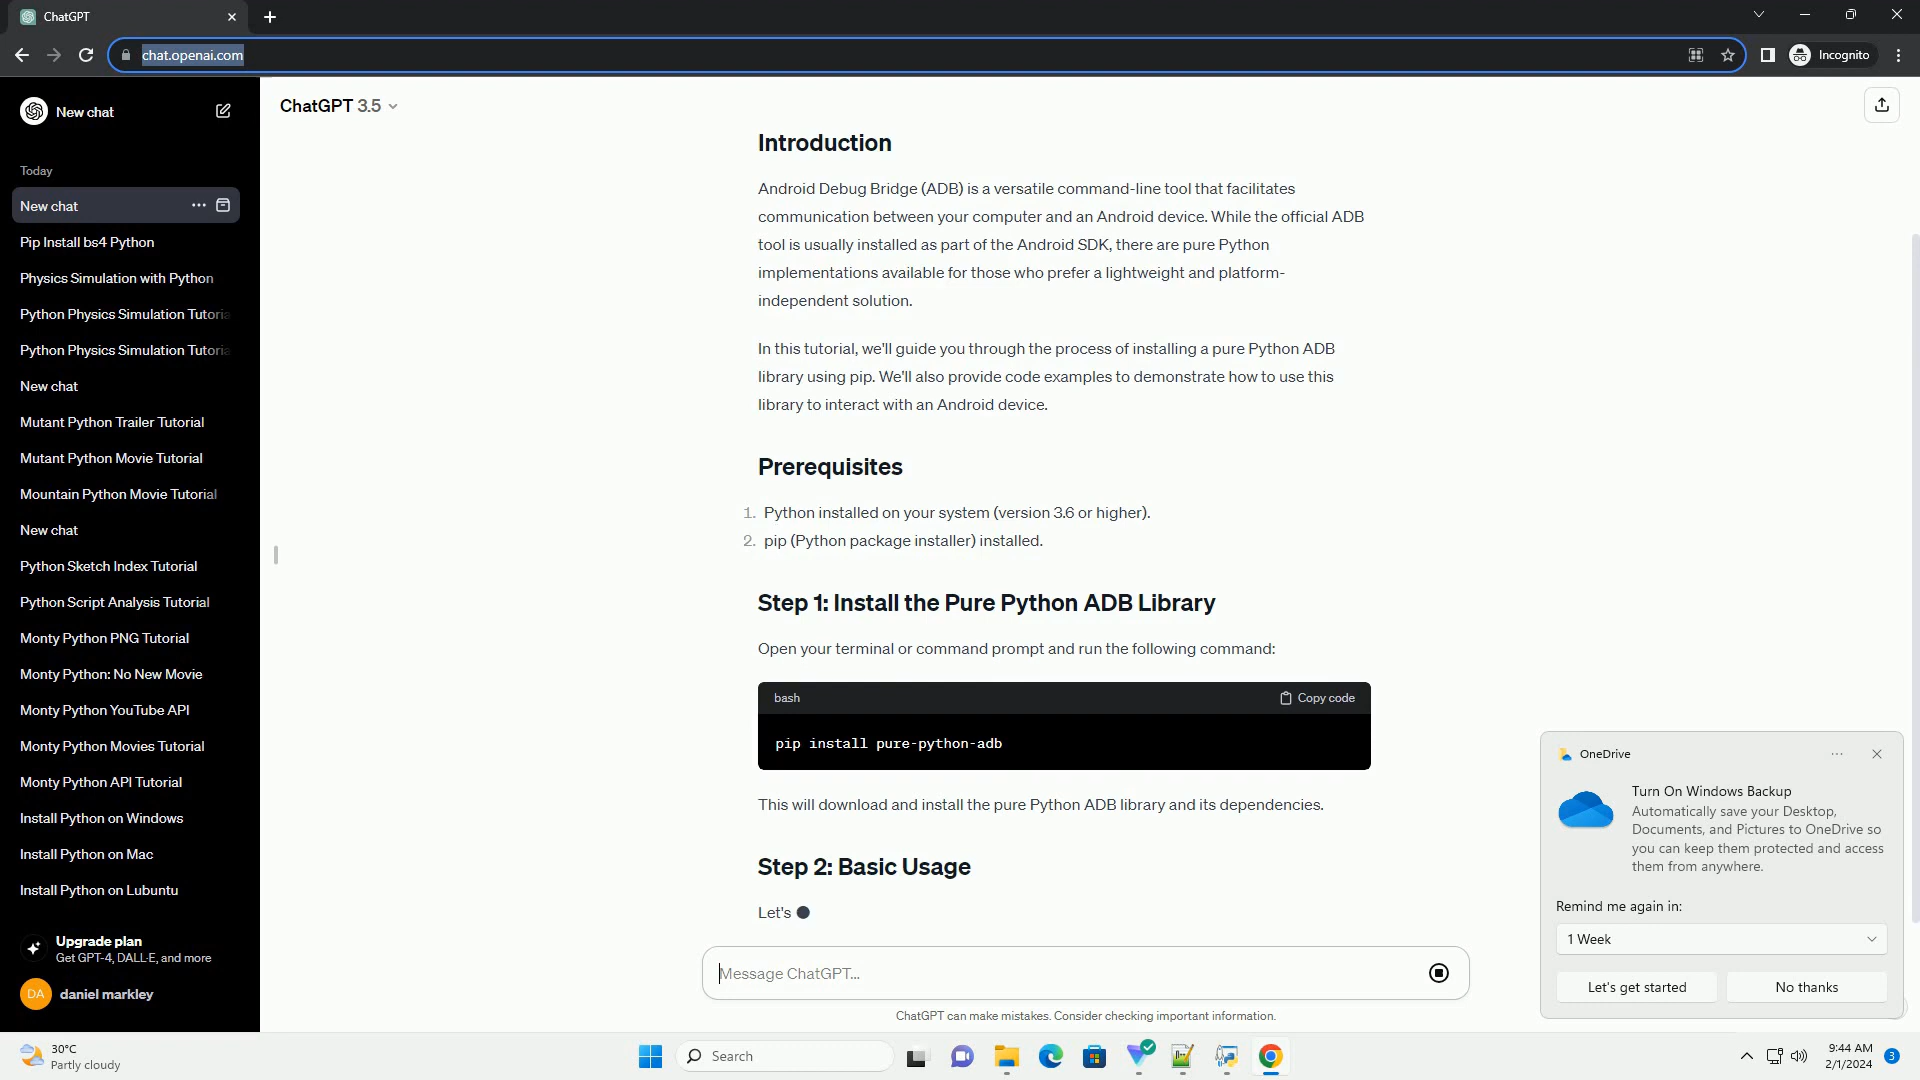 ChatGPT
chat.openai.com
Incognito
New chat
Today
New chat
Pip Install bs4 Python
Physics Simulation with Python
Python Physics Simulation Tutoria
Python Physics Simulation Tutoria
New chat
Mutant Python Trailer Tutorial
Mutant Python Movie Tutorial
Mountain Python Movie Tutorial
New chat
Python Sketch Index Tutorial
Python Script Analysis Tutorial
Monty Python PNG Tutorial
Monty Python: No New Movie
Monty Python YouTube API
Monty Python Movies Tutorial
Monty Python API Tutorial
Install Python on Windows
Install Python on Mac
Install Python on Lubuntu
Upgrade plan
Get GPT-4, DALL·E, and more
DA
daniel markley
ChatGPT 3.5
Introduction
Android Debug Bridge (ADB) is a versatile command-line tool that facilitates
communication between your computer and an Android device. While the official ADB
tool is usually installed as part of the Android SDK, there are pure Python
implementations available for those who prefer a lightweight and platform-
independent solution.
In this tutorial, we'll guide you through the process of installing a pure Python ADB
library using pip. We'll also provide code examples to demonstrate how to use this
library to interact with an Android device.
Prerequisites
1. Python installed on your system (version 3.6 or higher).
2. pip (Python package installer) installed.
Step 1: Install the Pure Python ADB Library
Open your terminal or command prompt and run the following command:
bash
Copy code
pip install pure-python-adb
This will download and install the pure Python ADB library and its dependencies.
Step 2: Basic Usage
Let's
Message ChatGPT...
ChatGPT can make mistakes. Consider checking important information.
OneDrive
Turn On Windows Backup
Automatically save your Desktop,
Documents, and Pictures to OneDrive so
you can keep them protected and access
them from anywhere.
Remind me again in:
1 Week
Let's get started
No thanks
30°C
Partly cloudy
Search
9:44 AM
2/1/2024
3